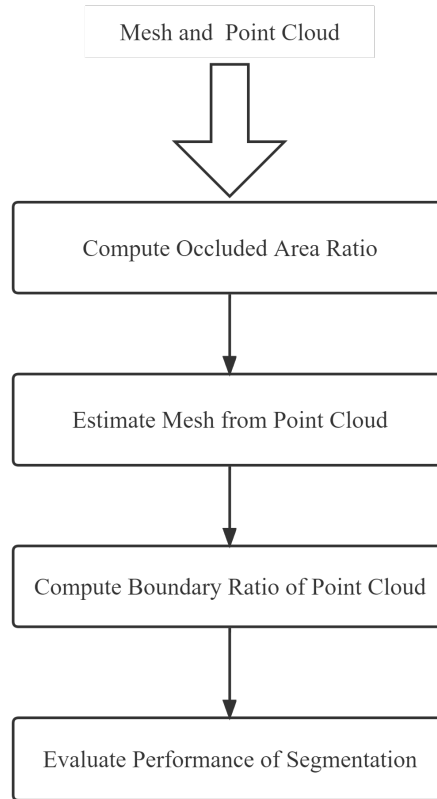 Mesh and Point Cloud
Compute Occluded Area Ratio
Estimate Mesh from Point Cloud
Compute Boundary Ratio of Point Cloud
Evaluate Performance of Segmentation